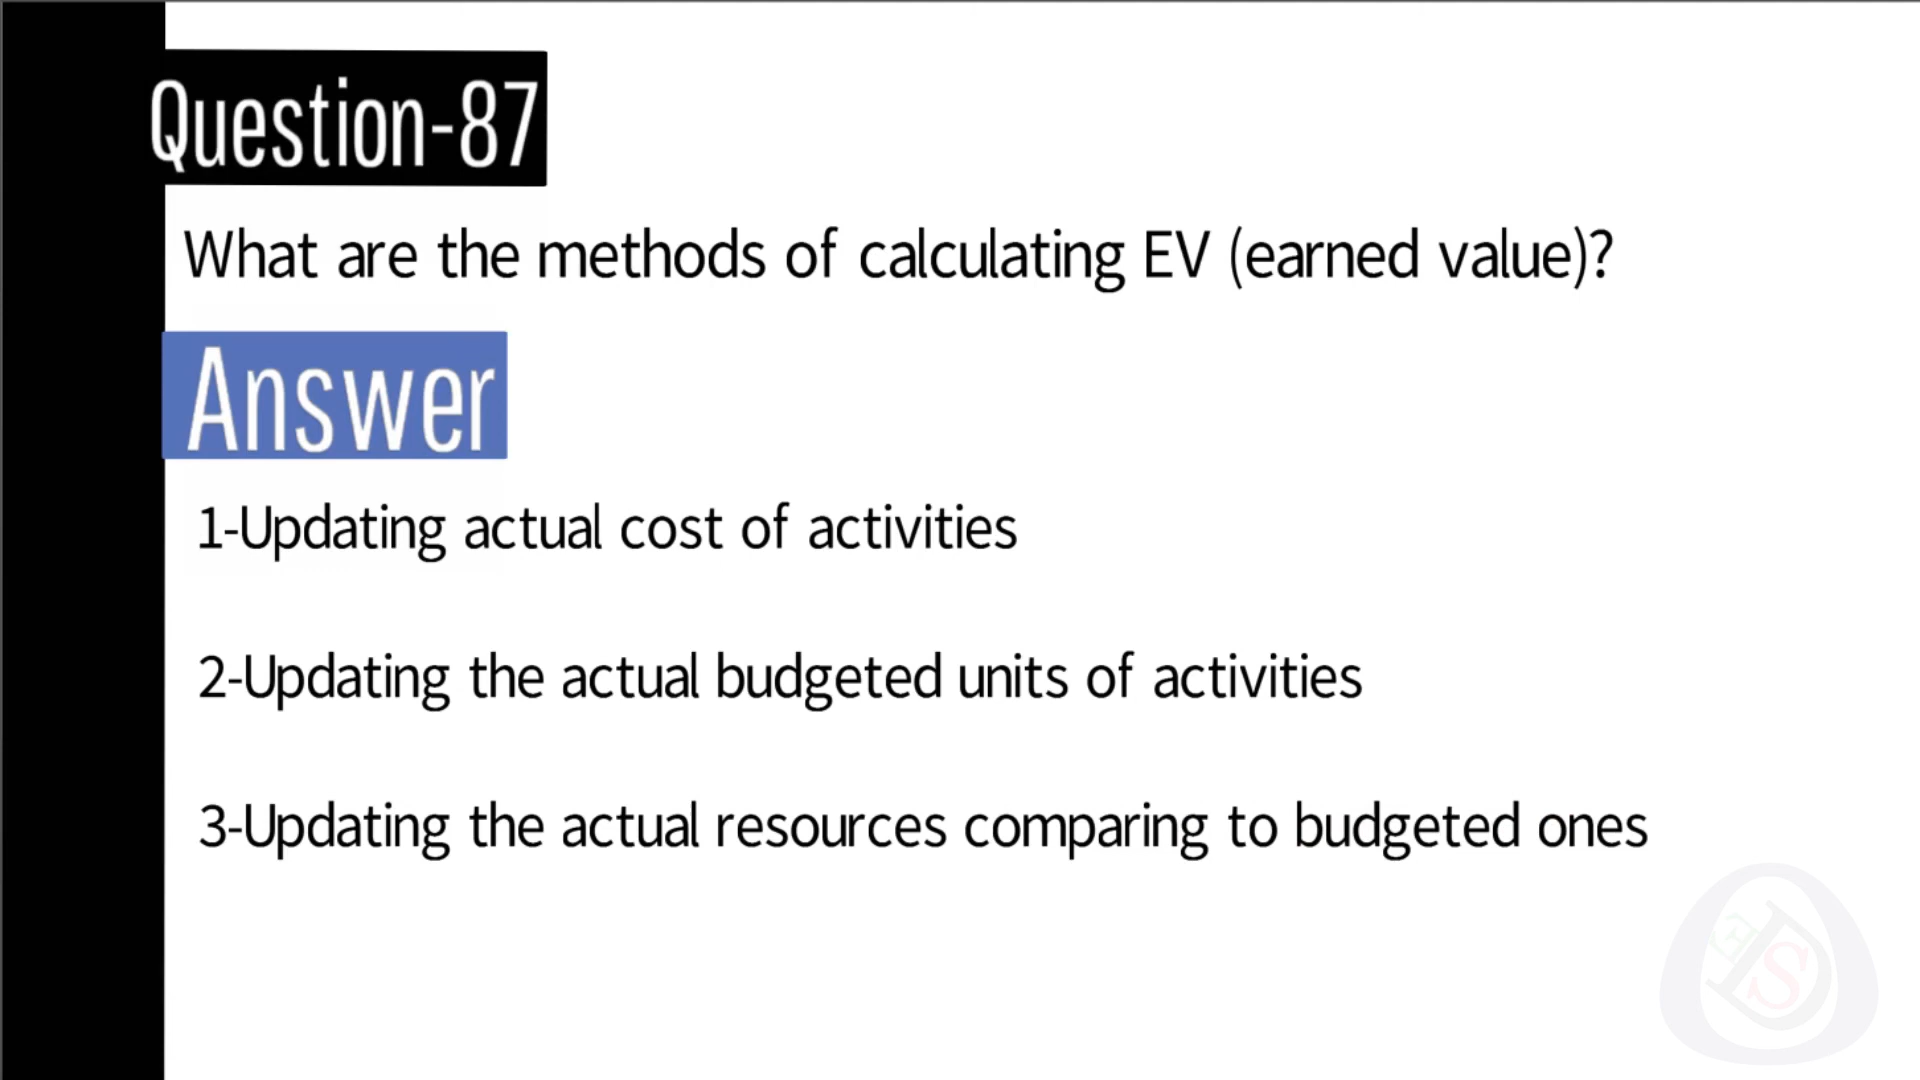 Question-87
What are the methods of calculating EV (earned value)?
Answer
1-Updating actual cost of activities
2-Updating the actual budgeted units of activities
3-Updating the actual resources comparing to budgeted ones